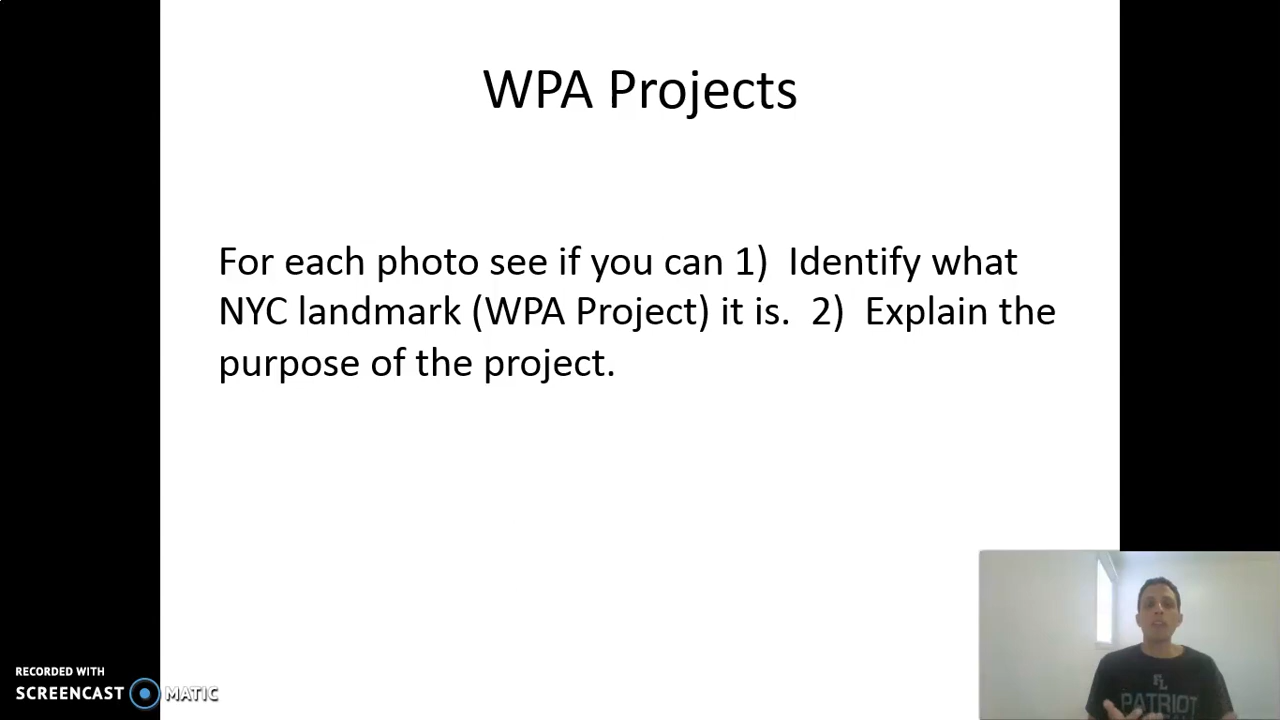 WPA Projects
For each photo see if you can 1)  Identify what
NYC landmark (WPA Project) it is.  2)  Explain the
purpose of the project.
RECORDED WITH
SCREENCAST MATIC
FL
PATRIOT